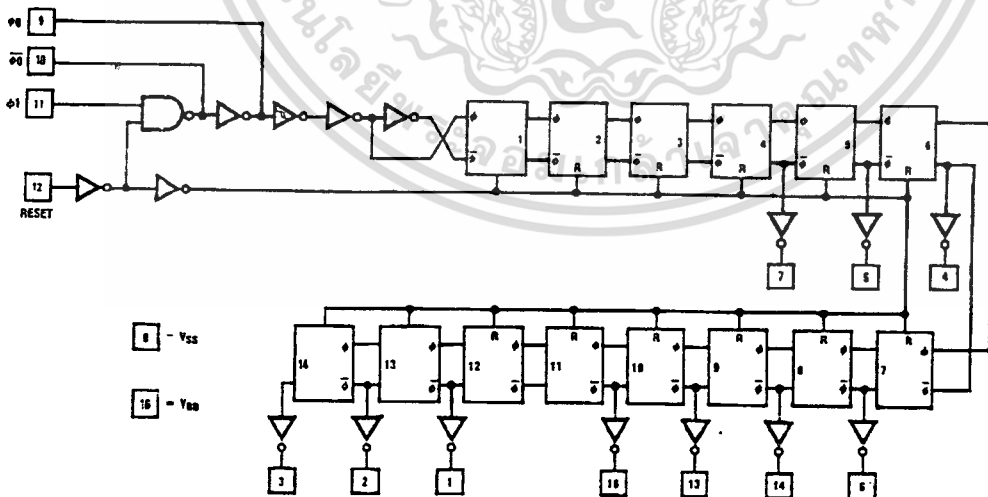 φ0 9
φ0 10
φ1 11
12
RESET
φ φ 1
2 R
3 R
4 R
φ φ 5 R
φ φ 6 R
7
5
4
8 - VSS
16 = VDD
14 φ φ
13 φ φ
12 R φ φ
11 R φ
10 R φ φ
9 R φ φ
8 R φ φ
7 R φ φ
3
2
1
13
14
6